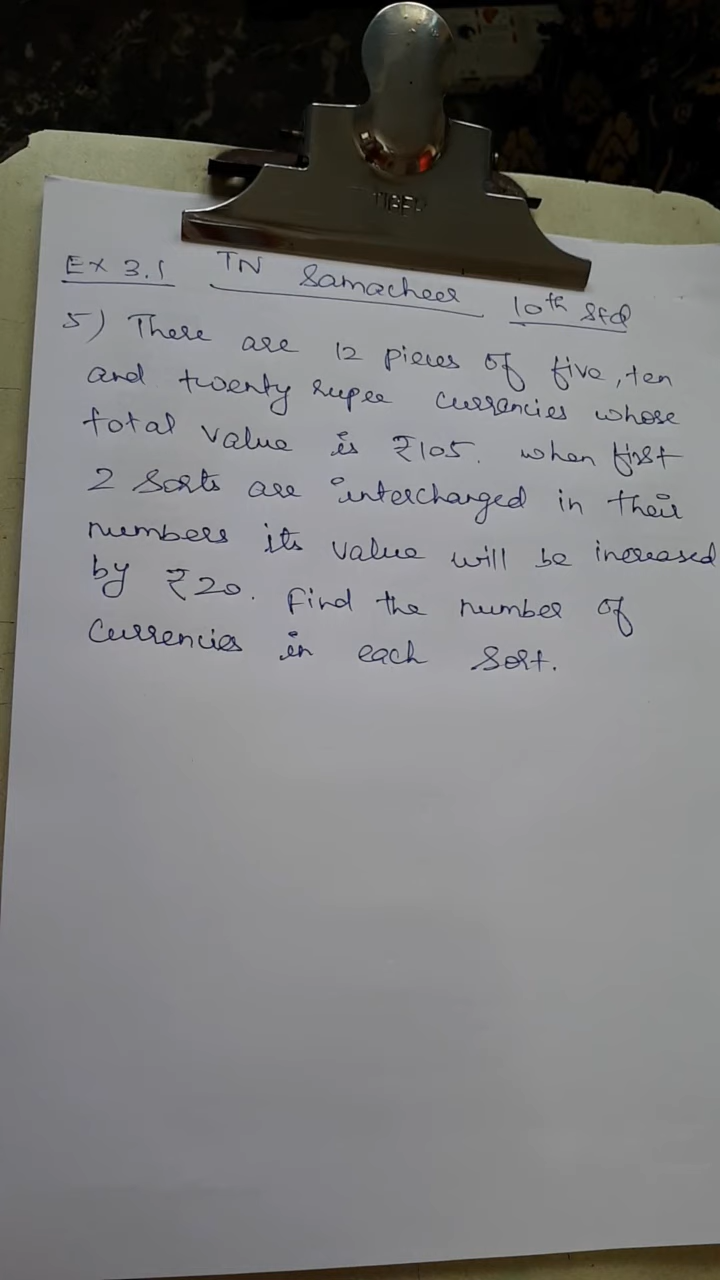 Ex 3.1 TN Samacheer 10th Std
5) There are 12 pieces of five, ten
and twenty rupee currencies whose
total value is ₹105. when first
2 Sorts are interchanged in their
numbers its value will be increased
by ₹20. Find the number of
Currencies in each Sort.